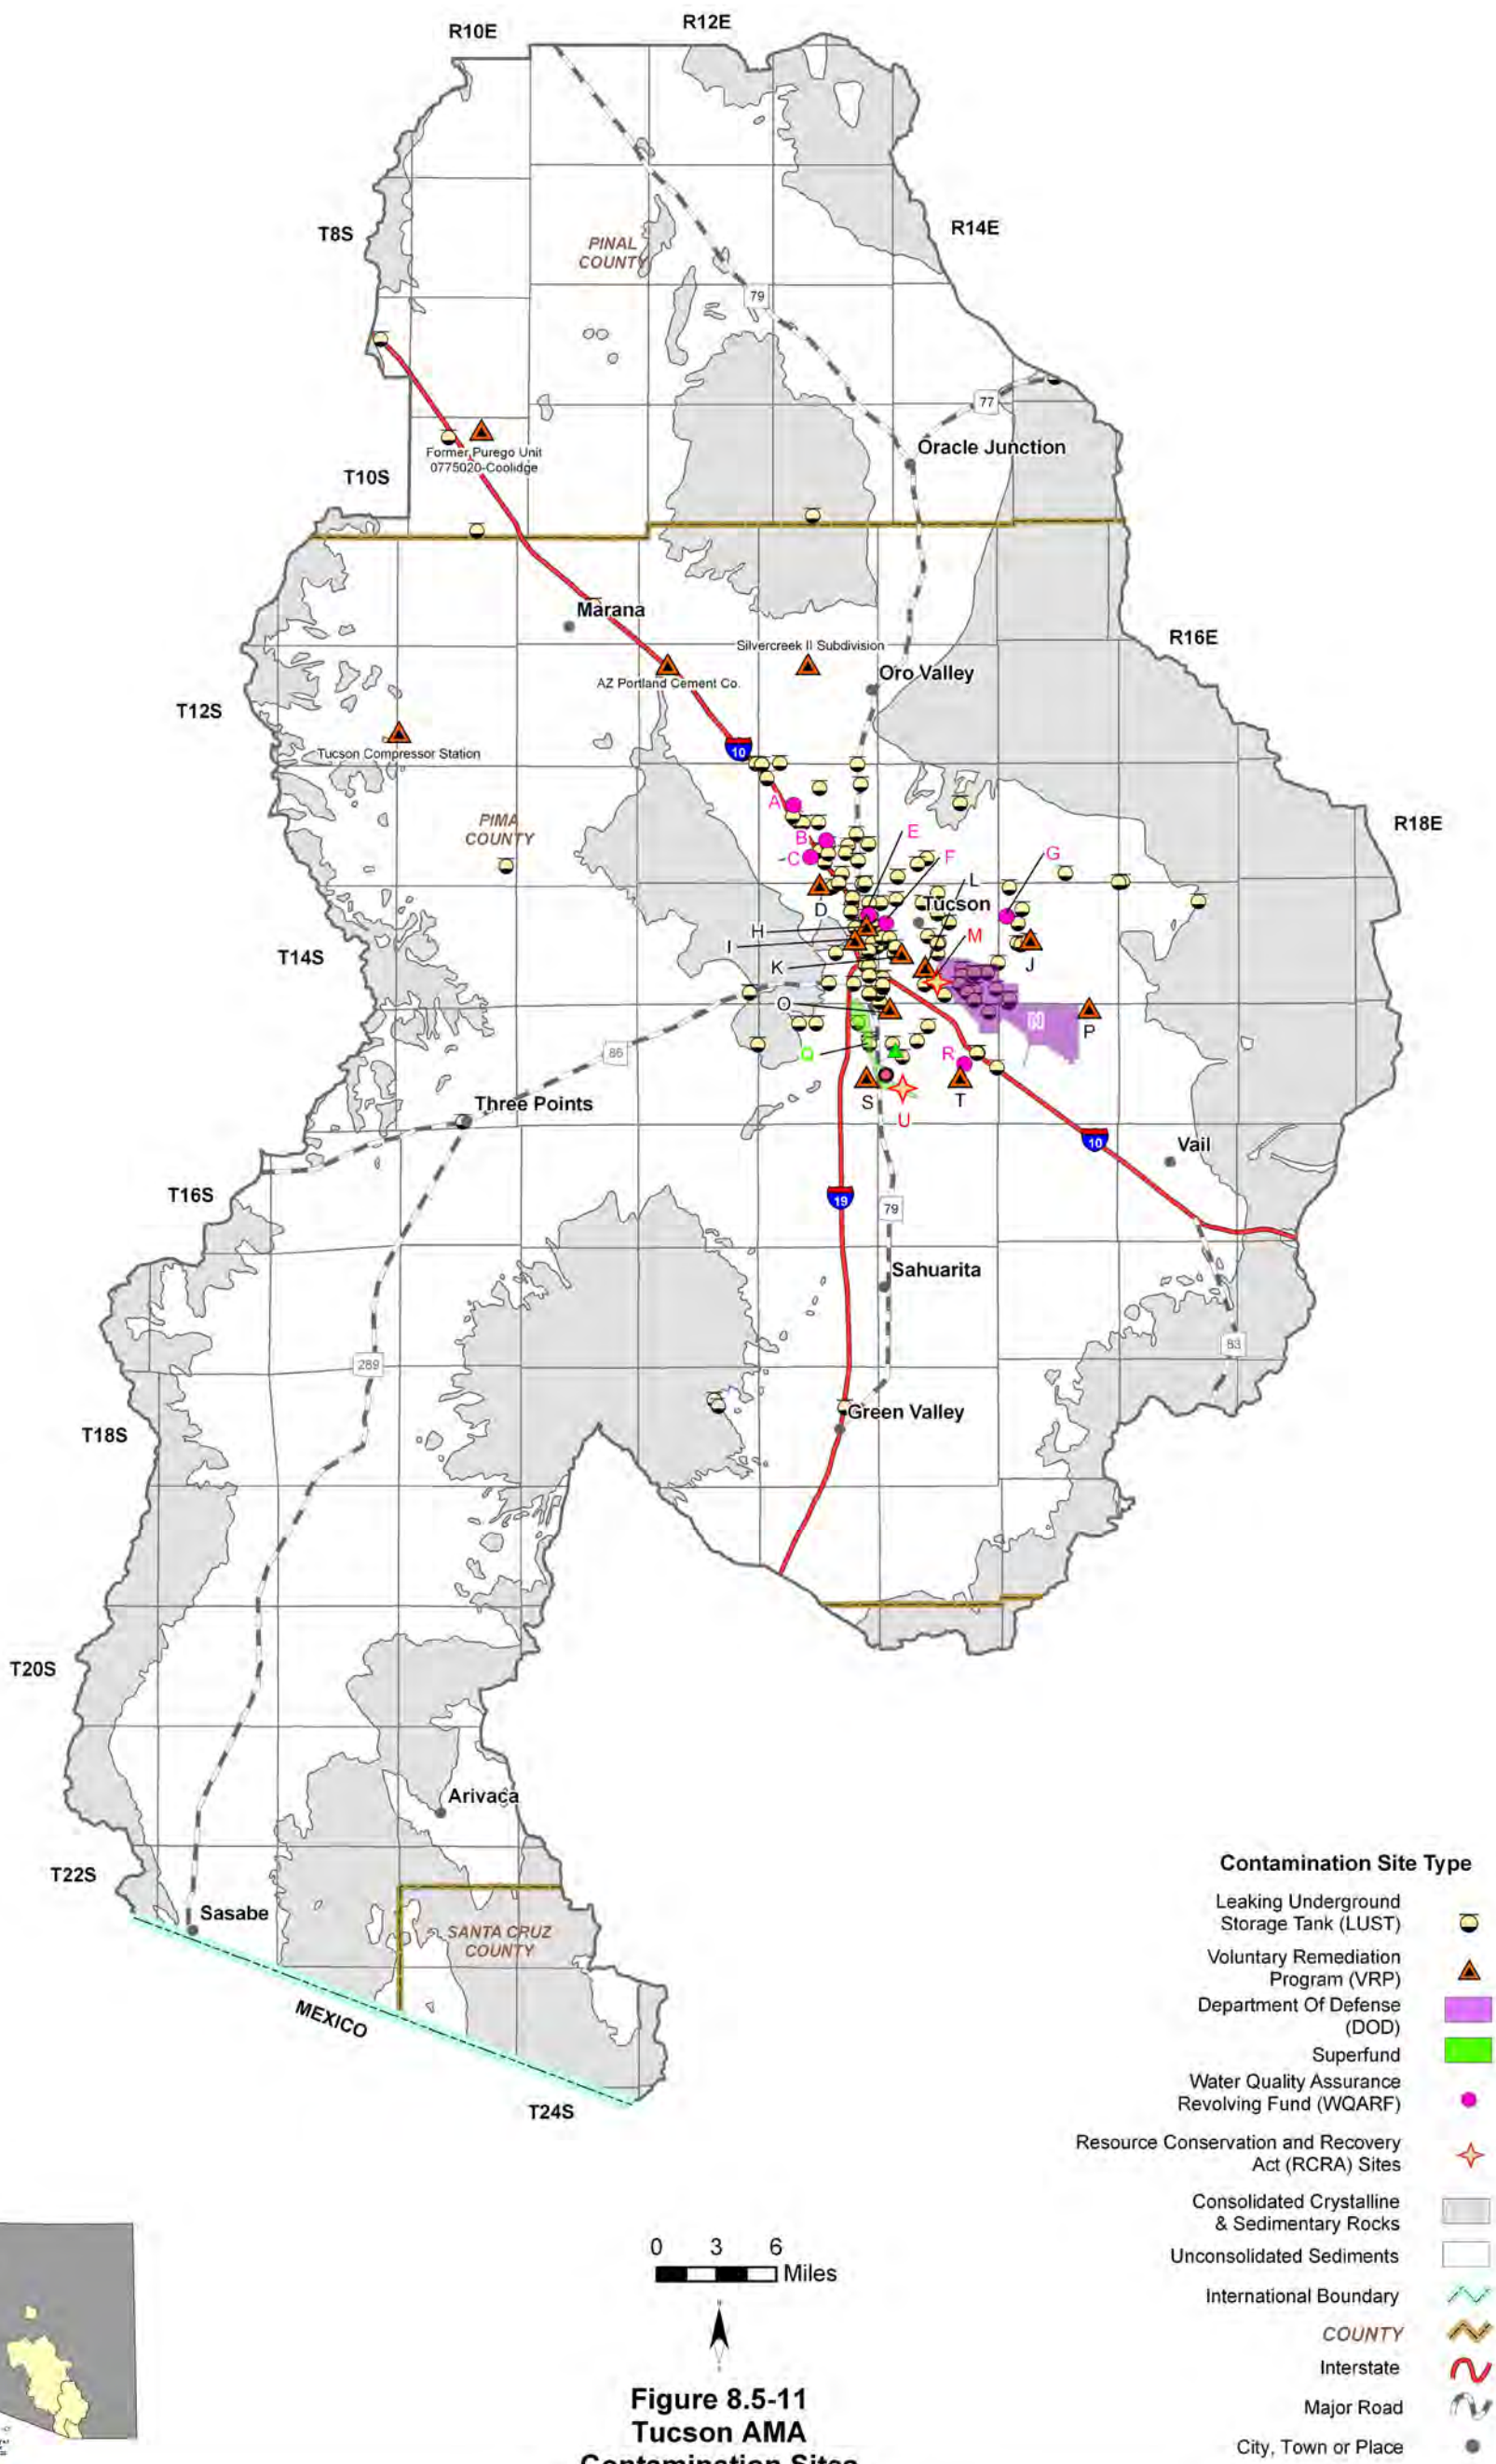 R10E
R12E
T8S
R14E
PINAL
COUNTY
79
77
Oracle Junction
Former Purego Unit
0775020-Coolidge
T10S
Marana
R16E
Silvercreek II Subdivision
AZ Portland Cement Co.
Oro Valley
T12S
10
Tucson Compressor Station
A
PIMA
COUNTY
R18E
B
C
E
F
G
L
D
Tucson
H
I
M
T14S
K
J
O
N
P
Q
R
86
S
T
U
Three Points
10
Vail
T16S
19
79
Sahuarita
83
289
Green Valley
T18S
T20S
Arivaca
T22S
Sasabe
SANTA CRUZ
COUNTY
MEXICO
T24S
Contamination Site Type
Leaking Underground
Storage Tank (LUST)
Voluntary Remediation
Program (VRP)
Department Of Defense
(DOD)
Superfund
Water Quality Assurance
Revolving Fund (WQARF)
Resource Conservation and Recovery
Act (RCRA) Sites
Consolidated Crystalline
& Sedimentary Rocks
Unconsolidated Sediments
International Boundary
COUNTY
Interstate
Major Road
City, Town or Place
0 3 6
Miles
Figure 8.5-11
Tucson AMA
Contamination Sites